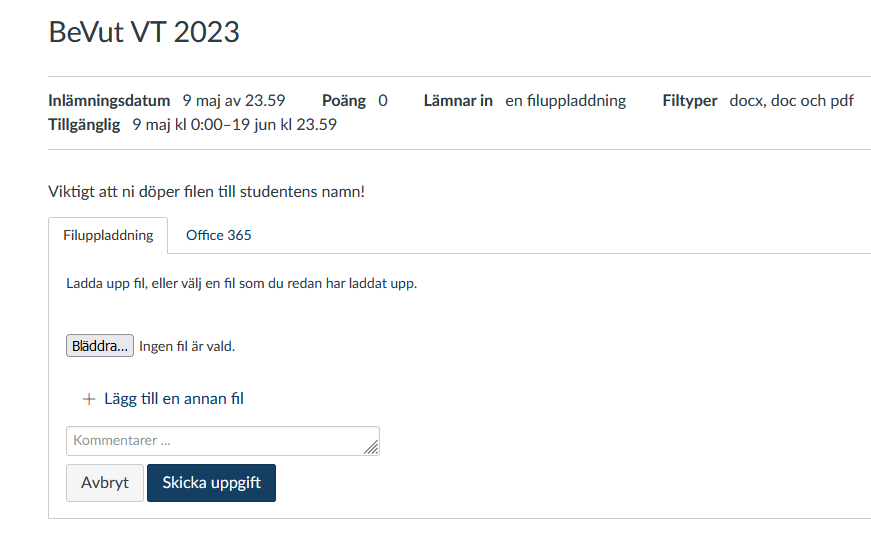 BeVut VT 2023
Inlämningsdatum 9 maj av 23.59 Poäng 0 Lämnar in en filuppladdning Filtyper docx, doc och pdf
Tillgänglig 9 maj kl 0:00–19 jun kl 23.59
Viktigt att ni döper filen till studentens namn!
Filuppladdning Office 365
Ladda upp fil, eller välj en fil som du redan har laddat upp.
Bläddra... Ingen fil är vald.
+ Lägg till en annan fil
Kommentarer ...
Avbryt Skicka uppgift